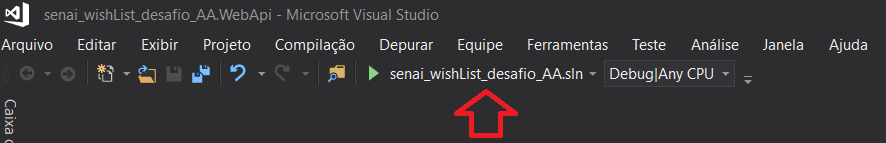 senai_wishList_desafio_AA.WebApi - Microsoft Visual Studio
Arquivo Editar Exibir Projeto Compilação Depurar Equipe Ferramentas Teste Análise Janela Ajuda
senai_wishList_desafio_AA.sln Debug|Any CPU
Caixa